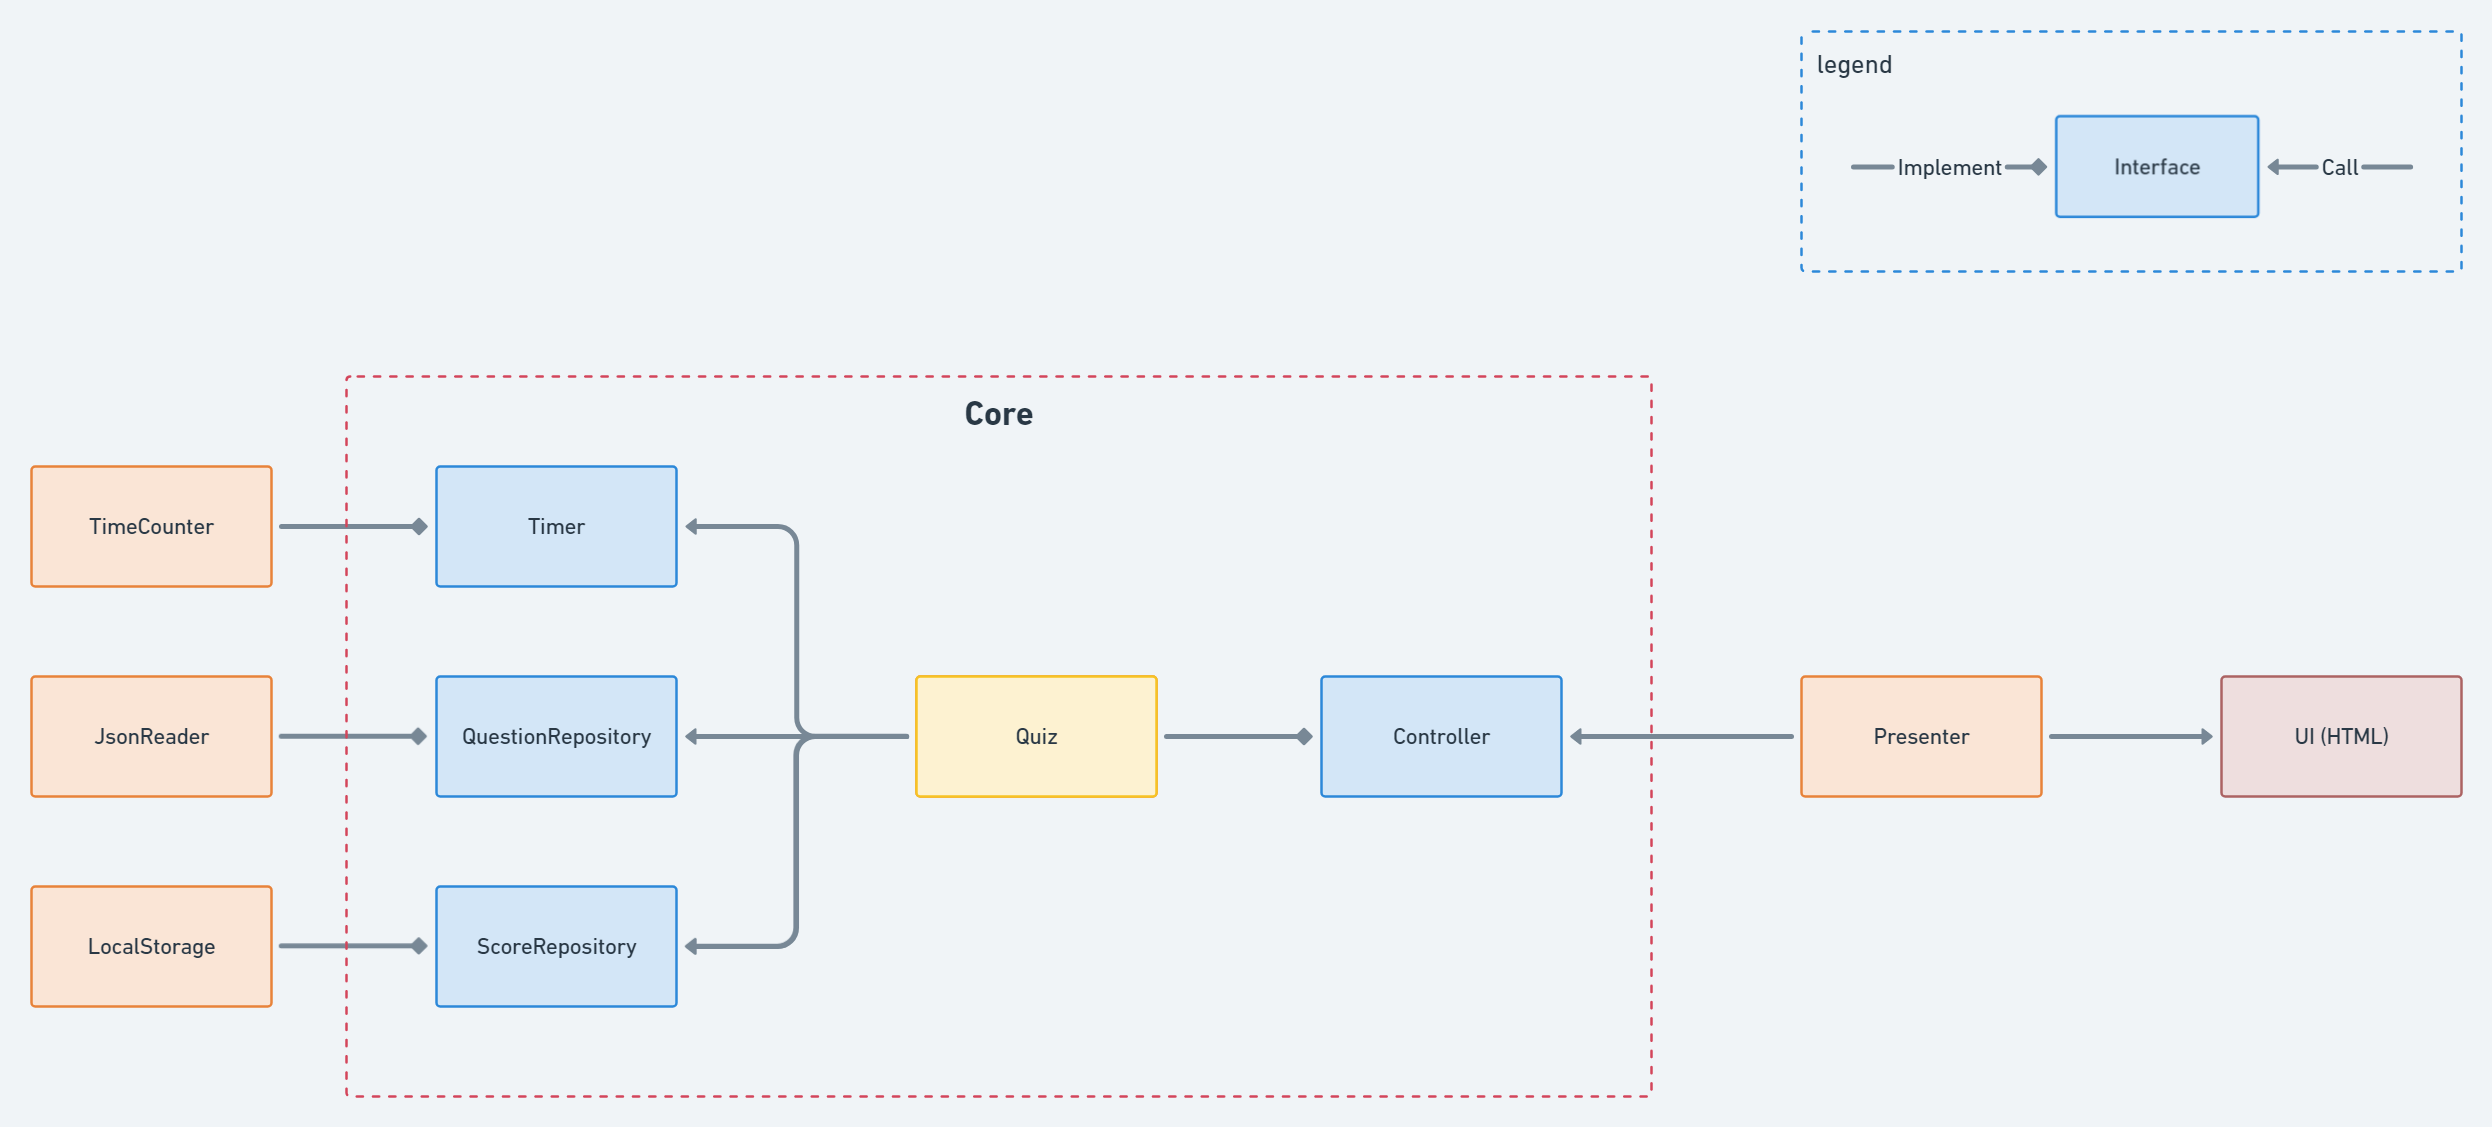 legend
Implement
Interface
Call
Core
TimeCounter
Timer
JsonReader
QuestionRepository
Quiz
Controller
Presenter
UI (HTML)
LocalStorage
ScoreRepository